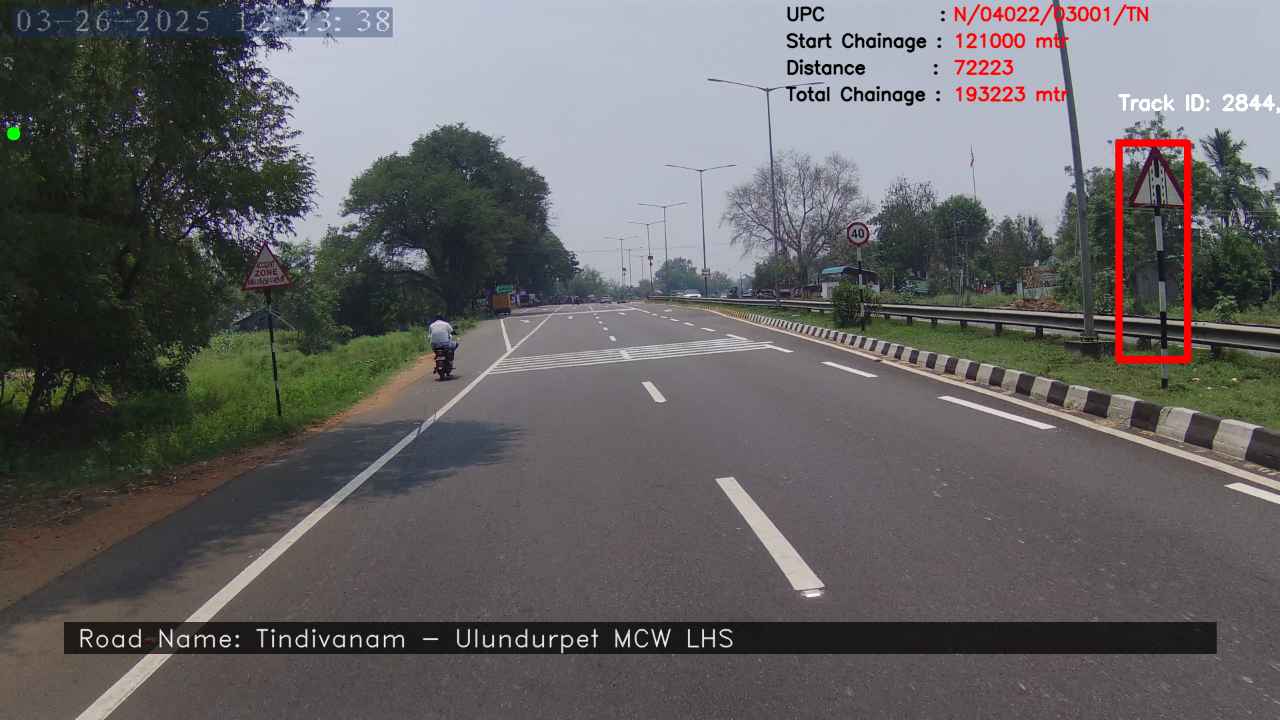 03-26-2025 12:23:38
UPC : N/04022/03001/TN
Start Chainage : 121000 mtr
Distance : 72223
Total Chainage : 193223 mtr
Track ID: 2844,
40
ZONE
Road Name: Tindivanam - Ulundurpet MCW LHS